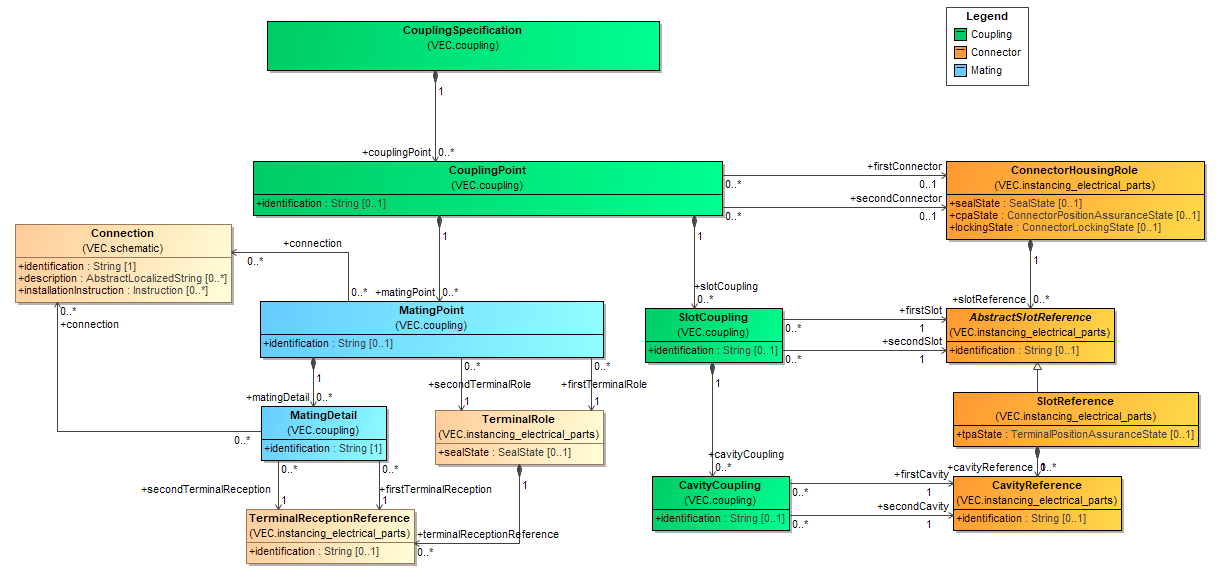 CouplingSpecification
(VEC.coupling)
Legend
Coupling
Connector
Mating
1
+couplingPoint
0..*
CouplingPoint
(VEC.coupling)
+identification : String [0..1]
+firstConnector
0..*
0..1
+secondConnector
0..*
0..1
ConnectorHousingRole
(VEC.instancing_electrical_parts)
+sealState : SealState [0..1]
+cpaState : ConnectorPositionAssuranceState [0..1]
+lockingState : ConnectorLockingState [0..1]
Connection
(VEC.schematic)
+identification : String [1]
+description : AbstractLocalizedString [0..*]
+installationInstruction : Instruction [0..*]
+connection
0..*
0..*
1
+matingPoint
0..*
1
+slotCoupling
0..*
1
+slotReference
0..*
0..*
+connection
MatingPoint
(VEC.coupling)
+identification : String [0..1]
SlotCoupling
(VEC.coupling)
+identification : String [0..1]
+firstSlot
0..*
1
+secondSlot
0..*
1
AbstractSlotReference
(VEC.instancing_electrical_parts)
+identification : String [0..1]
1
+matingDetail
0..*
0..*
+secondTerminalRole
1
0..*
+firstTerminalRole
1
MatingDetail
(VEC.coupling)
+identification : String [1]
0..*
TerminalRole
(VEC.instancing_electrical_parts)
+sealState : SealState [0..1]
1
+cavityCoupling
0..*
SlotReference
(VEC.instancing_electrical_parts)
+tpaState : TerminalPositionAssuranceState [0..1]
0..*
+secondTerminalReception
1
0..*
+firstTerminalReception
1
1
+terminalReceptionReference
0..*
CavityCoupling
(VEC.coupling)
+identification : String [0..1]
+firstCavity
0..*
1
+secondCavity
0..*
1
+cavityReference
0..*
CavityReference
(VEC.instancing_electrical_parts)
+identification : String [0..1]
TerminalReceptionReference
(VEC.instancing_electrical_parts)
+identification : String [0..1]